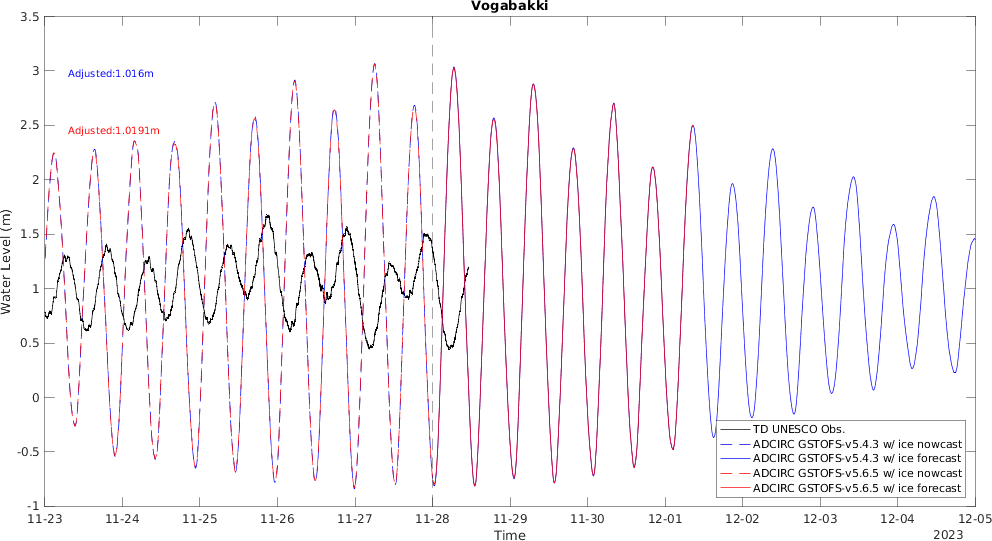 Vogabakki
3.5
3
2.5
2
1.5
1
0.5
0
-0.5
-1
Water Level (m)
Adjusted:1.016m
Adjusted:1.0191m
TD UNESCO Obs.
ADCIRC GSTOFS-v5.4.3 w/ ice nowcast
ADCIRC GSTOFS-v5.4.3 w/ ice forecast
ADCIRC GSTOFS-v5.6.5 w/ ice nowcast
ADCIRC GSTOFS-v5.6.5 w/ ice forecast
11-23 11-24 11-25 11-26 11-27 11-28 11-29 11-30 12-01 12-02 12-03 12-04 12-05
Time
2023